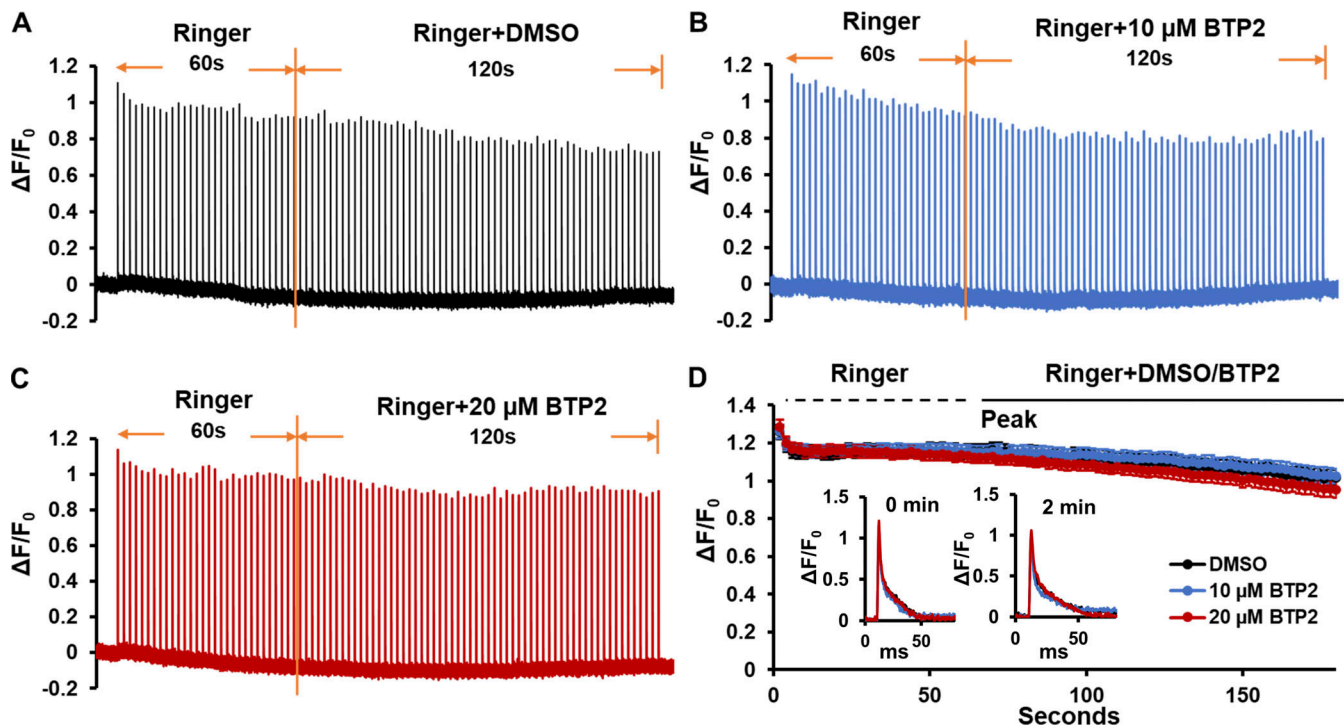 A
Ringer
Ringer+DMSO
60s
120s
1.2
1
0.8
0.6
0.4
0.2
0
-0.2
ΔF/F0
B
Ringer
Ringer+10 µM BTP2
60s
120s
1.2
1
0.8
0.6
0.4
0.2
0
-0.2
ΔF/F0
C
Ringer
Ringer+20 µM BTP2
60s
120s
1.2
1
0.8
0.6
0.4
0.2
0
-0.2
ΔF/F0
D
Ringer
Ringer+DMSO/BTP2
Peak
1.4
1.2
1
0.8
0.6
0.4
0.2
0
ΔF/F0
0 min
1.5
1
0.5
0
ΔF/F0
0 50
ms
2 min
1.5
1
0.5
0
ΔF/F0
0 50
ms
DMSO
10 µM BTP2
20 µM BTP2
0 50 100 150
Seconds